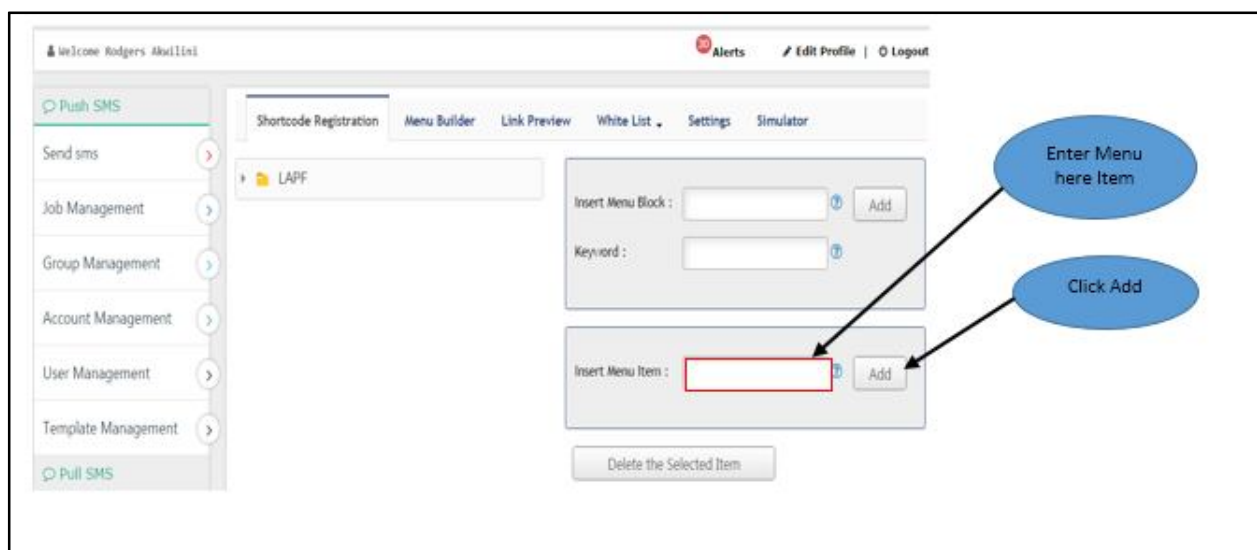 Welcome Rodgers Akwilini
30 Alerts
Edit Profile | Logout
Push SMS
Send sms
Job Management
Group Management
Account Management
User Management
Template Management
Pull SMS
Shortcode Registration
Menu Builder
Link Preview
White List
Settings
Simulator
LAPF
Insert Menu Block :
? Add
Keyword :
?
Insert Menu Item :
? Add
Delete the Selected Item
Enter Menu
here Item
Click Add